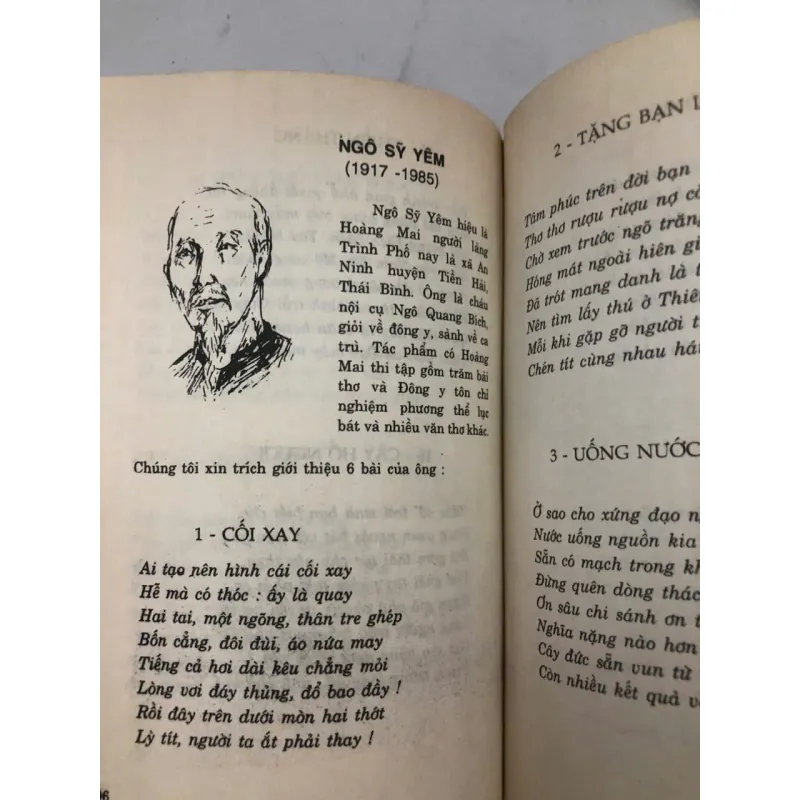 NGÔ SỸ YÊM
(1917 -1985)
Ngô Sỹ Yêm hiệu là
Hoàng Mai người làng
Trình Phố nay là xã An
Ninh huyện Tiền Hải,
Thái Bình. Ông là cháu
nội cụ Ngô Quang Bích,
giỏi về đông y, sành về ca
trù. Tác phẩm có Hoàng
Mai thi tập gồm trăm bài
thơ và Đông y tôn chỉ
nghiệm phương thể lục
bát và nhiều văn thơ khác.
Chúng tôi xin trích giới thiệu 6 bài của ông :
1 - CỐI XAY
Ai tạo nên hình cái cối xay
Hễ mà có thóc : ấy là quay
Hai tai, một ngõng, thân tre ghép
Bốn cẳng, đôi đùi, áo nứa may
Tiếng cả hơi dài kêu chẳng mỏi
Lòng vơi đáy thủng, đổ bao đầy !
Rồi đây trên dưới mòn hai thớt
Lỳ tít, người ta ắt phải thay !
2 - TẶNG BẠN
Tâm phúc trên đời bạn
Thơ thơ rượu rượu nợ
Chờ xem trước ngõ trăng
Hóng mát ngoài hiên
Đã trót mang danh là
Nên tìm lấy thú ở
Mỗi khi gặp gỡ người
Chén tít cùng nhau
3 - UỐNG NƯỚC
Ở sao cho xứng đạo
Nước uống nguồn kia
Sẵn có mạch trong
Đừng quên dòng thác
Ơn sâu chi sánh ơn
Nghĩa nặng nào hơn
Cây đức sẵn vun từ
Còn nhiều kết quả